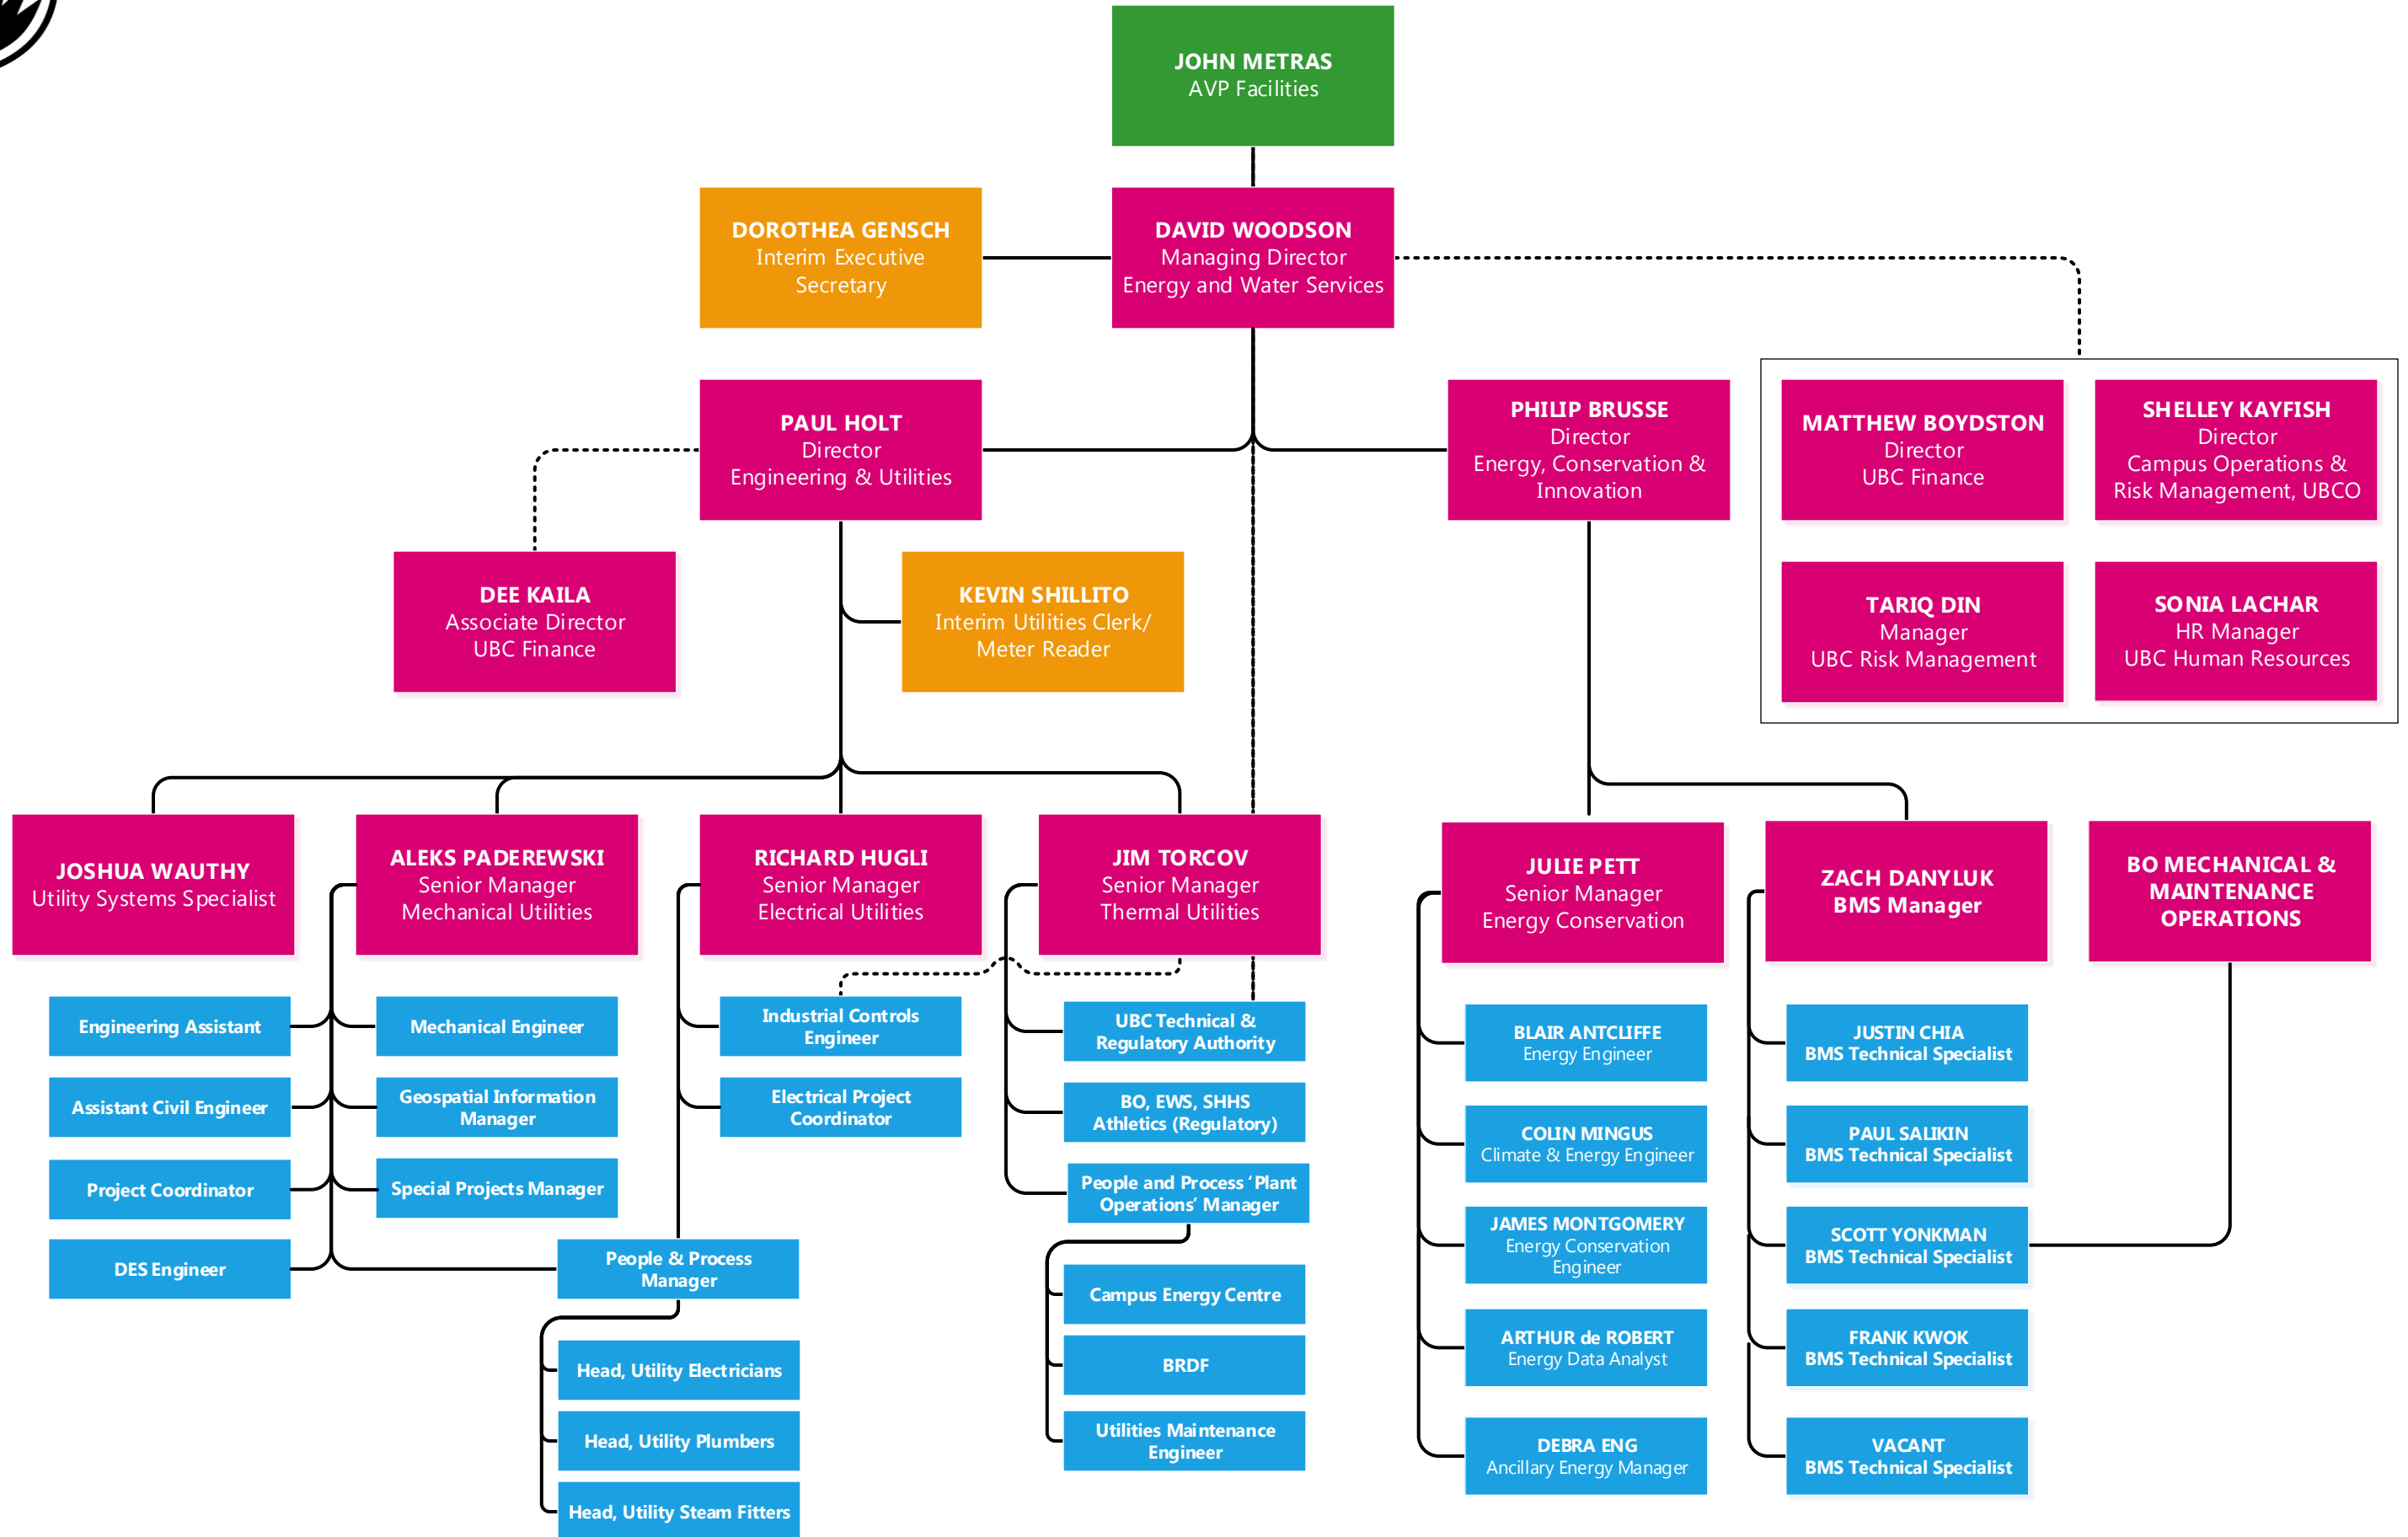 JOHN METRAS
AVP Facilities
DOROTHEA GENSCH
Interim Executive
Secretary
DAVID WOODSON
Managing Director
Energy and Water Services
PAUL HOLT
Director
Engineering & Utilities
PHILIP BRUSSE
Director
Energy, Conservation &
Innovation
MATTHEW BOYDSTON
Director
UBC Finance
SHELLEY KAYFISH
Director
Campus Operations &
Risk Management, UBCO
DEE KAILA
Associate Director
UBC Finance
KEVIN SHILLITO
Interim Utilities Clerk/
Meter Reader
TARIQ DIN
Manager
UBC Risk Management
SONIA LACHAR
HR Manager
UBC Human Resources
JOSHUA WAUTHY
Utility Systems Specialist
ALEKS PADEREWSKI
Senior Manager
Mechanical Utilities
RICHARD HUGLI
Senior Manager
Electrical Utilities
JIM TORCOV
Senior Manager
Thermal Utilities
JULIE PETT
Senior Manager
Energy Conservation
ZACH DANYLUK
BMS Manager
BO MECHANICAL &
MAINTENANCE
OPERATIONS
Engineering Assistant
Assistant Civil Engineer
Project Coordinator
DES Engineer
Mechanical Engineer
Geospatial Information
Manager
Special Projects Manager
People & Process
Manager
Head, Utility Electricians
Head, Utility Plumbers
Head, Utility Steam Fitters
Industrial Controls
Engineer
Electrical Project
Coordinator
UBC Technical &
Regulatory Authority
BO, EWS, SHHS
Athletics (Regulatory)
People and Process ‘Plant
Operations’ Manager
Campus Energy Centre
BRDF
Utilities Maintenance
Engineer
BLAIR ANTCLIFFE
Energy Engineer
COLIN MINGUS
Climate & Energy Engineer
JAMES MONTGOMERY
Energy Conservation
Engineer
ARTHUR de ROBERT
Energy Data Analyst
DEBRA ENG
Ancillary Energy Manager
JUSTIN CHIA
BMS Technical Specialist
PAUL SALIKIN
BMS Technical Specialist
SCOTT YONKMAN
BMS Technical Specialist
FRANK KWOK
BMS Technical Specialist
VACANT
BMS Technical Specialist